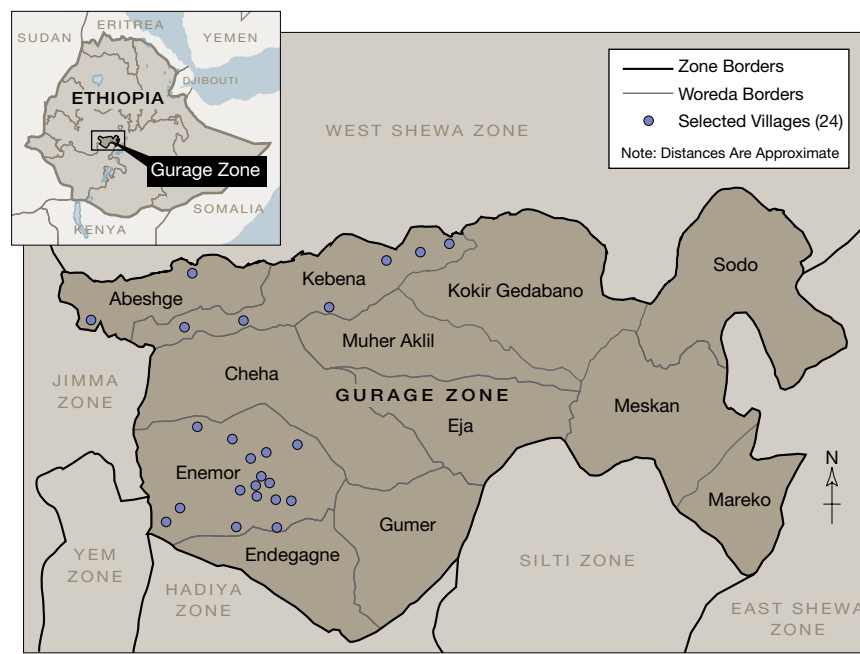 ERITREA
SUDAN
YEMEN
DJIBOUTI
ETHIOPIA
Gurage Zone
SOMALIA
KENYA
Zone Borders
Woreda Borders
Selected Villages (24)
Note: Distances Are Approximate
WEST SHEWA ZONE
Sodo
Abeshge
Kebena
Kokir Gedabano
Muher Aklil
JIMMA
ZONE
Cheha
GURAGE ZONE
Meskan
Eja
Enemor
N
Mareko
Gumer
Endegagne
YEM
ZONE
HADIYA
ZONE
SILTI ZONE
EAST SHEWA
ZONE